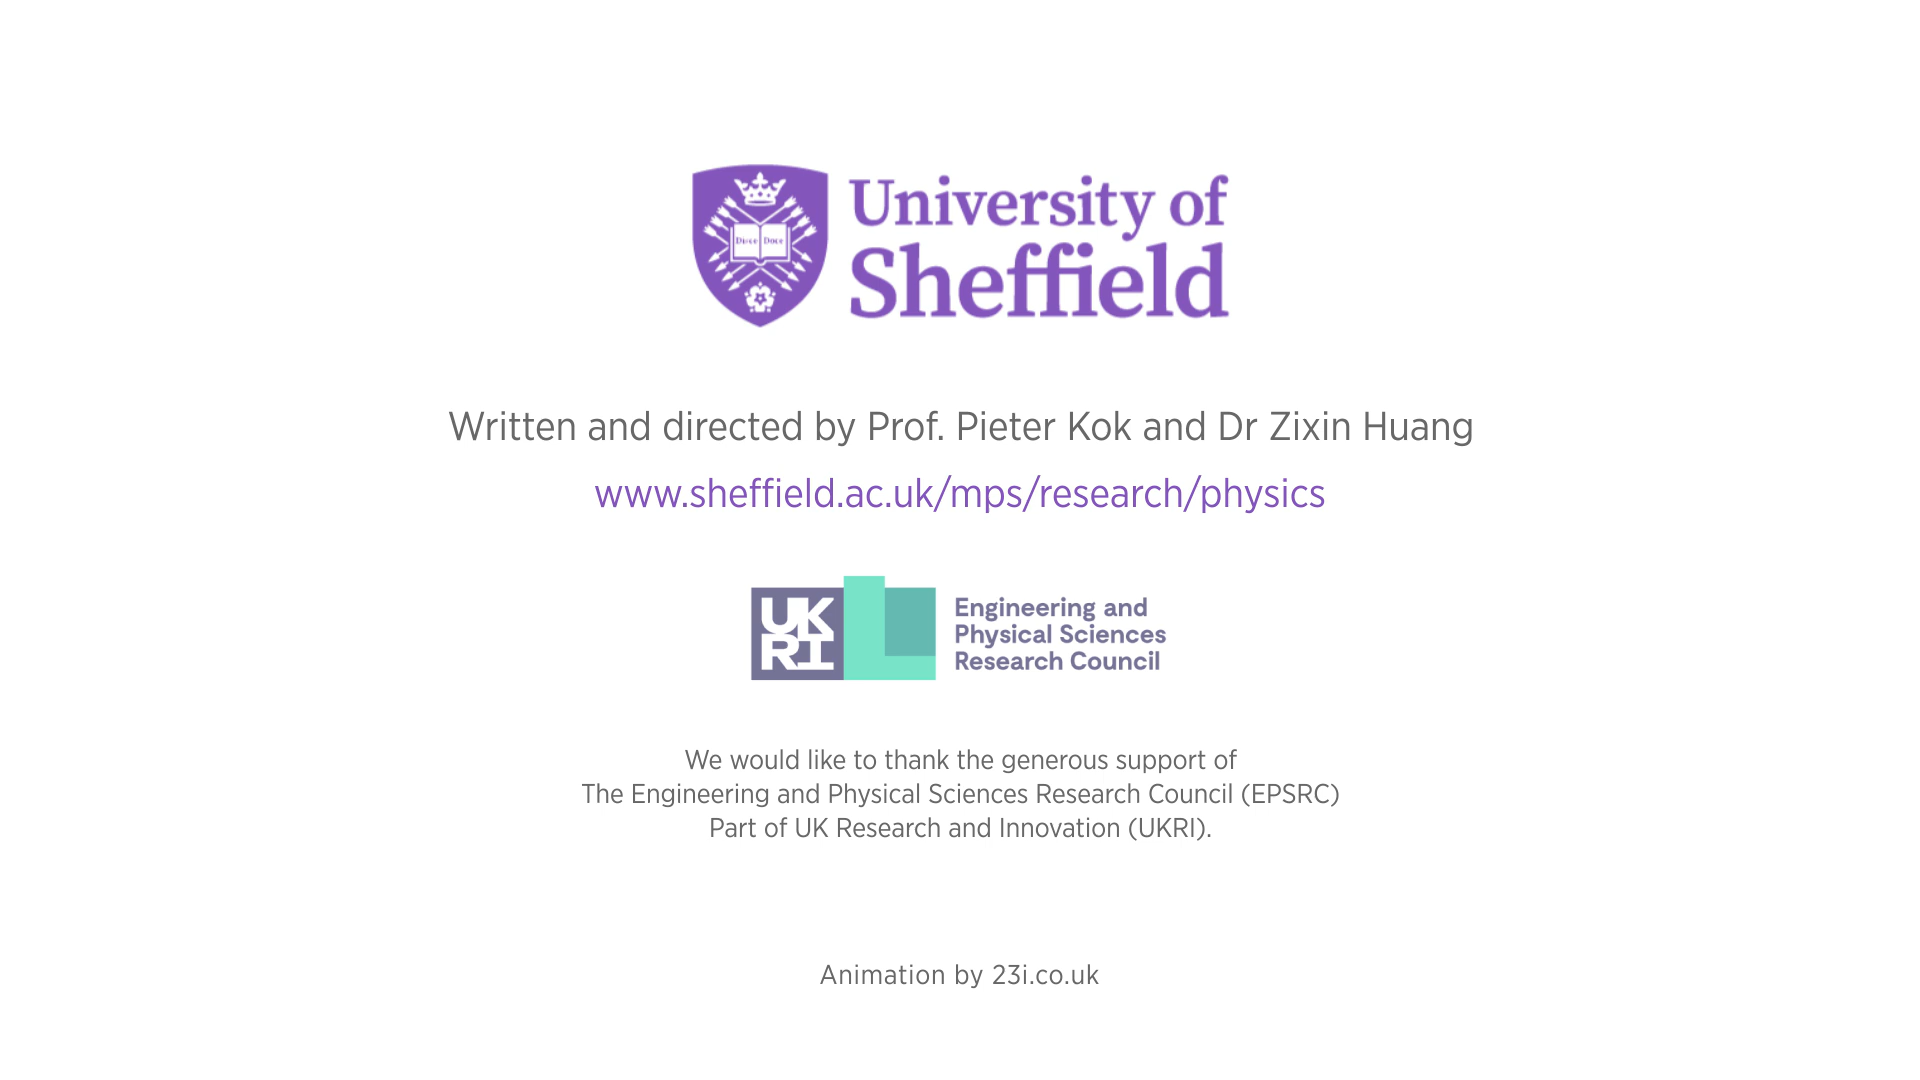 University of
Sheffield
Disce Doce
Written and directed by Prof. Pieter Kok and Dr Zixin Huang
www.sheffield.ac.uk/mps/research/physics
UK
RI
Engineering and
Physical Sciences
Research Council
We would like to thank the generous support of
The Engineering and Physical Sciences Research Council (EPSRC)
Part of UK Research and Innovation (UKRI).
Animation by 23i.co.uk